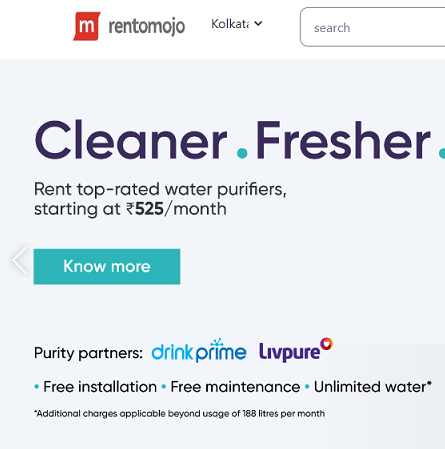 m rentomojo Kolkata search
Cleaner.Fresher.
Rent top-rated water purifiers,
starting at ₹525/month
Know more
Purity partners: drinkprime Livpure
• Free installation • Free maintenance • Unlimited water*
*Additional charges applicable beyond usage of 188 litres per month